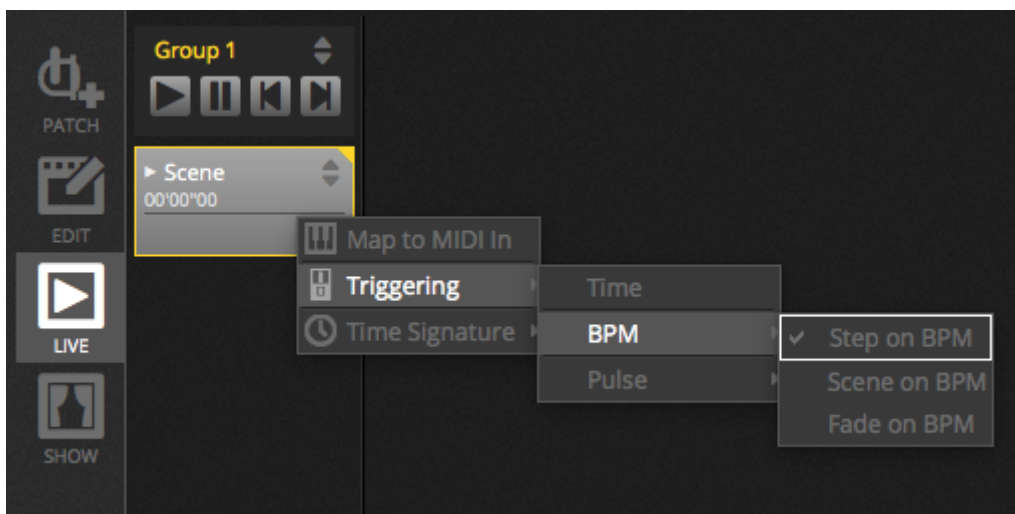 PATCH
EDIT
LIVE
SHOW
Group 1
Scene
00'00"00
Map to MIDI In
Triggering
Time Signature
Time
BPM
Pulse
Step on BPM
Scene on BPM
Fade on BPM